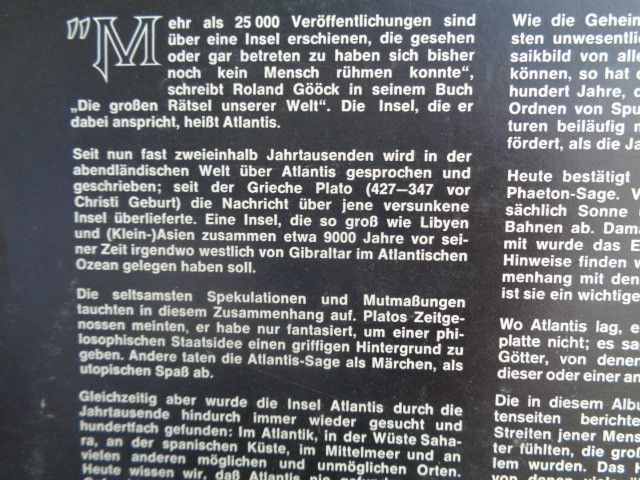 "Mehr als 25 000 Veröffentlichungen sind
über eine Insel erschienen, die gesehen
oder gar betreten zu haben sich bisher
noch kein Mensch rühmen konnte“,
schreibt Roland Gööck in seinem Buch
„Die großen Rätsel unserer Welt“. Die Insel, die er
dabei anspricht, heißt Atlantis.
Seit nun fast zweieinhalb Jahrtausenden wird in der
abendländischen Welt über Atlantis gesprochen und
geschrieben; seit der Grieche Plato (427—347 vor
Christi Geburt) die Nachricht über jene versunkene
Insel überlieferte. Eine Insel, die so groß wie Libyen
und (Klein-)Asien zusammen etwa 9000 Jahre vor sei-
ner Zeit irgendwo westlich von Gibraltar im Atlantischen
Ozean gelegen haben soll.
Die seltsamsten Spekulationen und Mutmaßungen
tauchten in diesem Zusammenhang auf. Platos Zeitge-
nossen meinten, er habe nur fantasiert, um einer phi-
losophischen Staatsidee einen griffigen Hintergrund zu
geben. Andere taten die Atlantis-Sage als Märchen, als
utopischen Spaß ab.
Gleichzeitig aber wurde die Insel Atlantis durch die
Jahrtausende hindurch immer wieder gesucht und
hundertfach gefunden: Im Atlantik, in der Wüste Saha-
ra, an der spanischen Küste, im Mittelmeer und an
vielen anderen möglichen und unmöglichen Orten.
Heute wissen wir, daß Atlantis nie gefunden
Wie die Geheim
sten unwesentli
saikbild von alle
können, so hat d
hundert Jahre, d
Ordnen von Spu
turen beiläufig n
fördert, als die Ja
Heute bestätigt
Phaeton-Sage. V
sächlich Sonne
Bahnen ab. Dama
mit wurde das E
Hinweise finden w
menhang mit den
ist sie ein wichtige
Wo Atlantis lag, e
platte nicht; es sa
Götter, von denen
dieser oder einer an
Die in diesem Albu
tenseiten berichte
Streiten jener Mens
ter fühlten, die groß
lem wurden. Das H